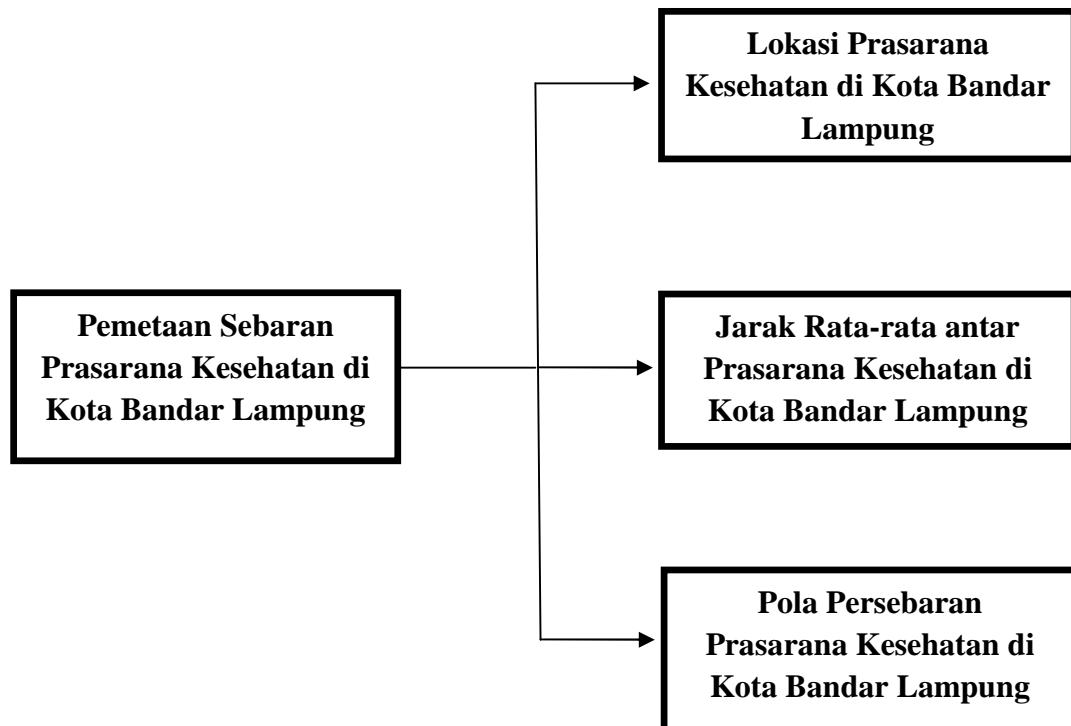 Lokasi Prasarana
Kesehatan di Kota Bandar
Lampung
Pemetaan Sebaran
Prasarana Kesehatan di
Kota Bandar Lampung
Jarak Rata-rata antar
Prasarana Kesehatan di
Kota Bandar Lampung
Pola Persebaran
Prasarana Kesehatan di
Kota Bandar Lampung